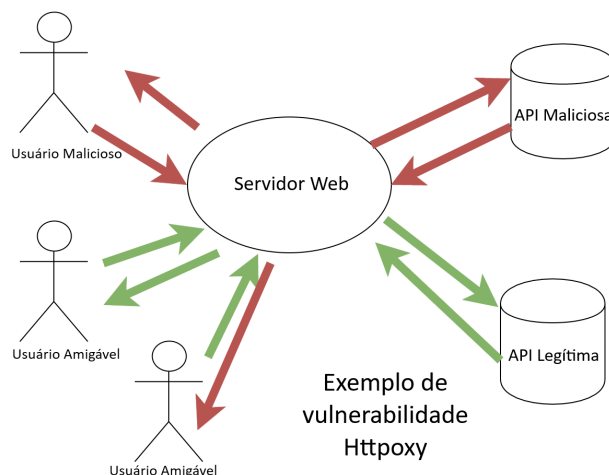 Usuário Malicioso
Servidor Web
API Maliciosa
Usuário Amigável
API Legítima
Usuário Amigável
Exemplo de
vulnerabilidade
Httpoxy